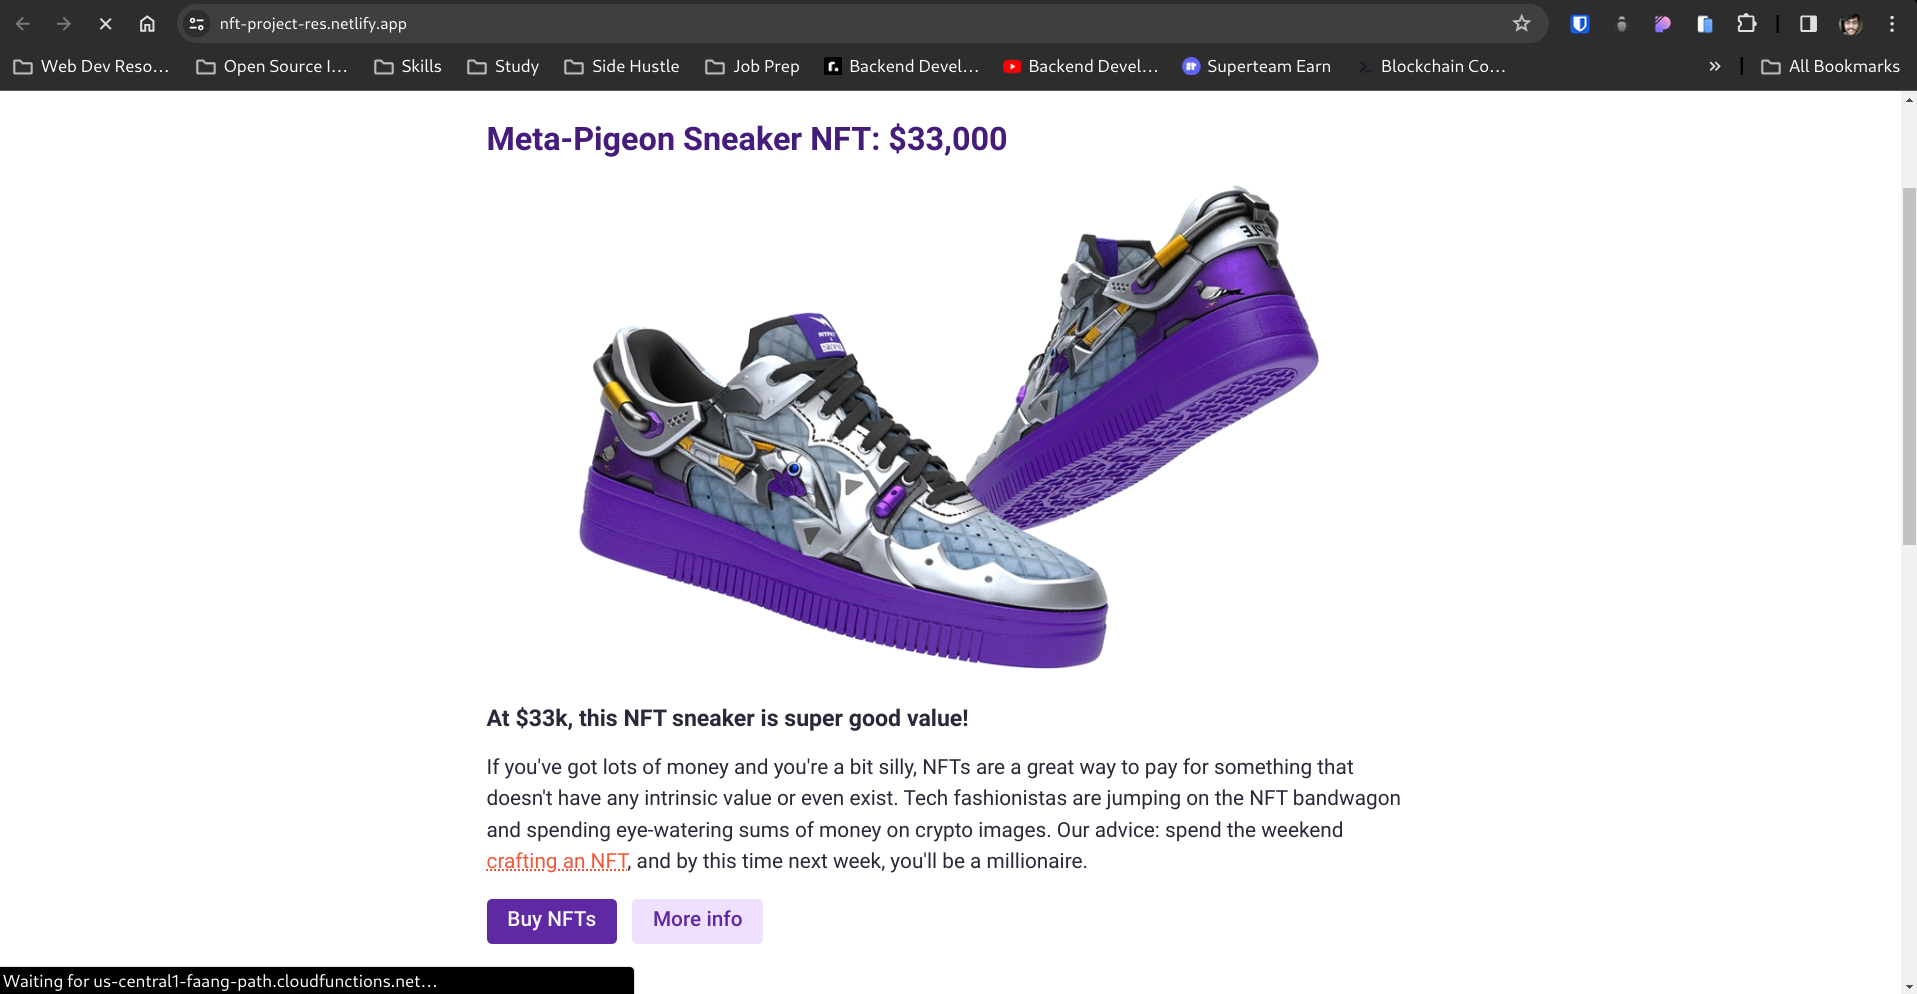 nft-project-res.netlify.app
Web Dev Reso...
Open Source I...
Skills
Study
Side Hustle
Job Prep
Backend Devel...
Backend Devel...
Superteam Earn
Blockchain Co...
»
All Bookmarks
Meta-Pigeon Sneaker NFT: $33,000
At $33k, this NFT sneaker is super good value!
If you've got lots of money and you're a bit silly, NFTs are a great way to pay for something that
doesn't have any intrinsic value or even exist. Tech fashionistas are jumping on the NFT bandwagon
and spending eye-watering sums of money on crypto images. Our advice: spend the weekend
crafting an NFT, and by this time next week, you'll be a millionaire.
Buy NFTs
More info
Waiting for us-central1-faang-path.cloudfunctions.net...